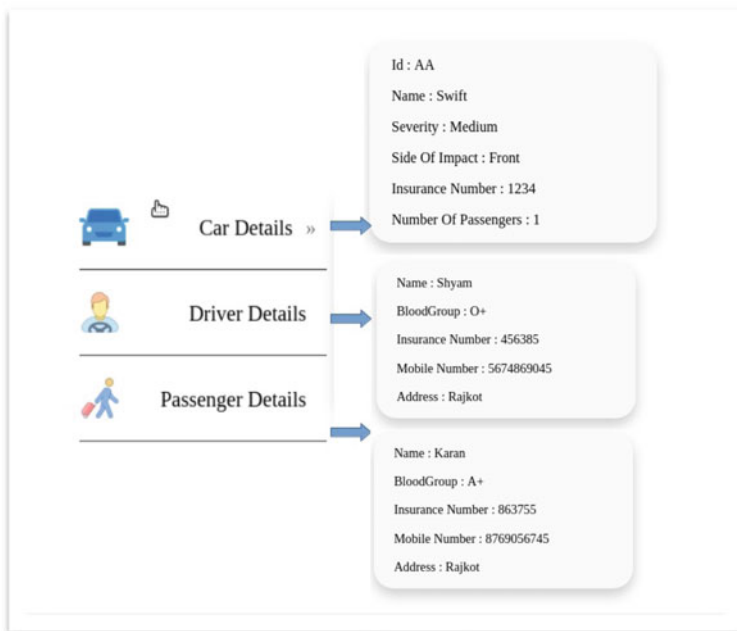 Car Details »
Id : AA
Name : Swift
Severity : Medium
Side Of Impact : Front
Insurance Number : 1234
Number Of Passengers : 1
Driver Details
Name : Shyam
BloodGroup : O+
Insurance Number : 456385
Mobile Number : 5674869045
Address : Rajkot
Passenger Details
Name : Karan
BloodGroup : A+
Insurance Number : 863755
Mobile Number : 8769056745
Address : Rajkot